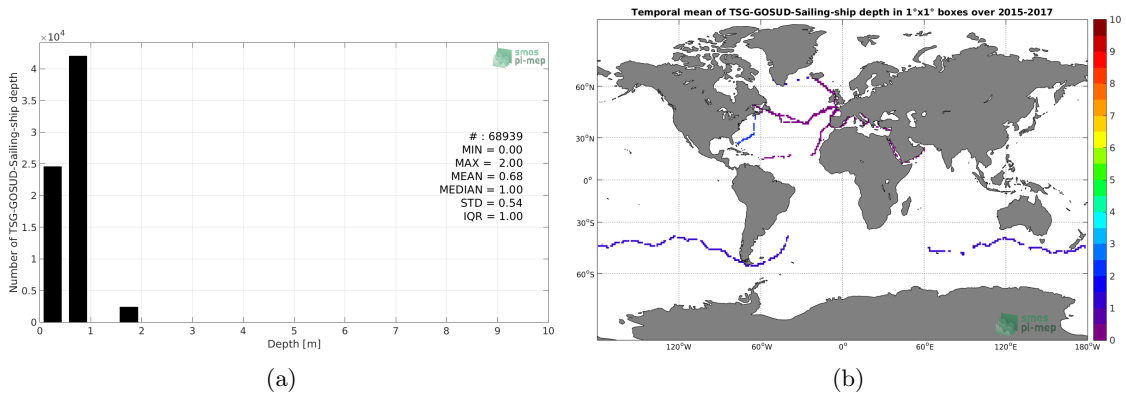 ×10⁴
4
3.5
3
2.5
2
1.5
1
0.5
0
Number of TSG-GOSUD-Sailing-ship depth
smos
pi-mep
# : 68939
MIN = 0.00
MAX = 2.00
MEAN = 0.68
MEDIAN = 1.00
STD = 0.54
IQR = 1.00
0 1 2 3 4 5 6 7 8 9 10
Depth [m]
(a)
Temporal mean of TSG-GOSUD-Sailing-ship depth in 1°x1° boxes over 2015-2017
60°N
30°N
0°
30°S
60°S
120°W 60°W 0° 60°E 120°E 180°W
smos
pi-mep
10
9
8
7
6
5
4
3
2
1
0
(b)